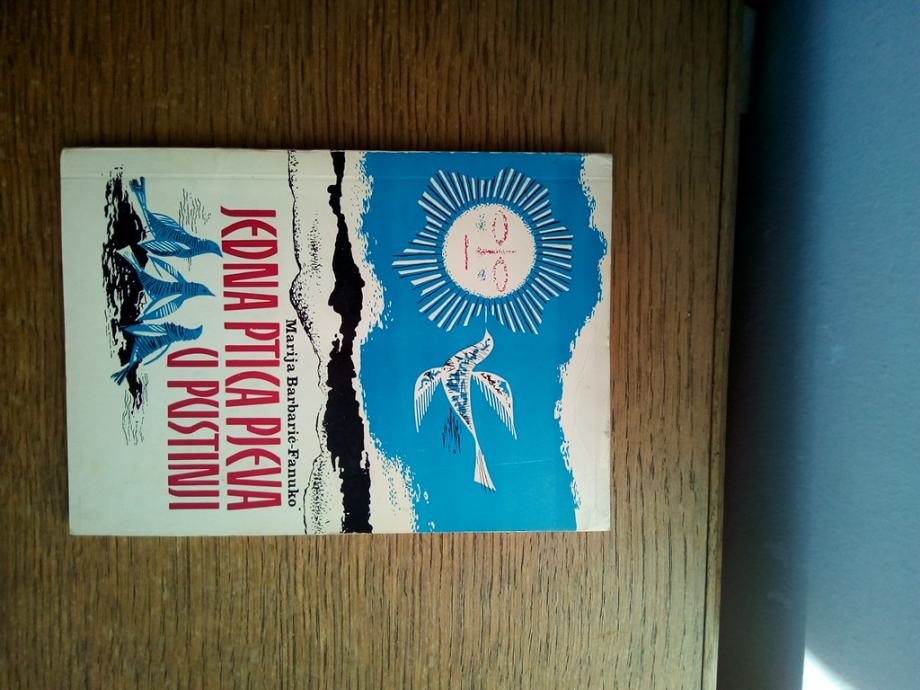 Marija Barbarić-Fanuko
JEDNA PTICA PJEVA
U PUSTINJI